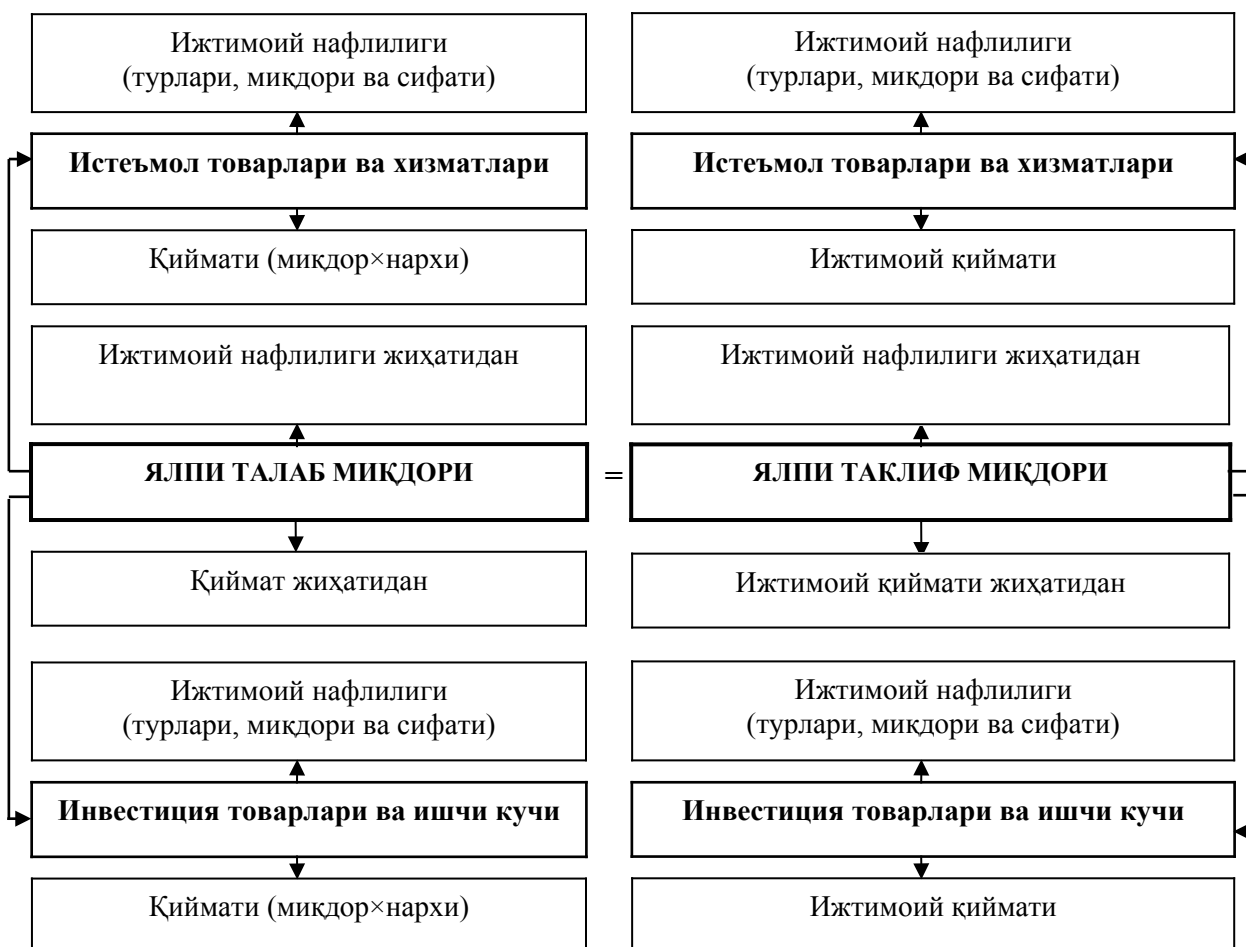 Ижтимоий нафлилиги
(турлари, миқдори ва сифати)
Ижтимоий нафлилиги
(турлари, миқдори ва сифати)
Истеъмол товарлари ва хизматлари
Истеъмол товарлари ва хизматлари
Қиймати (миқдор×нархи)
Ижтимоий қиймати
Ижтимоий нафлилиги жиҳатидан
Ижтимоий нафлилиги жиҳатидан
ЯЛПИ ТАЛАБ МИҚДОРИ
=
ЯЛПИ ТАКЛИФ МИҚДОРИ
Қиймат жиҳатидан
Ижтимоий қиймати жиҳатидан
Ижтимоий нафлилиги
(турлари, миқдори ва сифати)
Ижтимоий нафлилиги
(турлари, миқдори ва сифати)
Инвестиция товарлари ва ишчи кучи
Инвестиция товарлари ва ишчи кучи
Қиймати (миқдор×нархи)
Ижтимоий қиймати